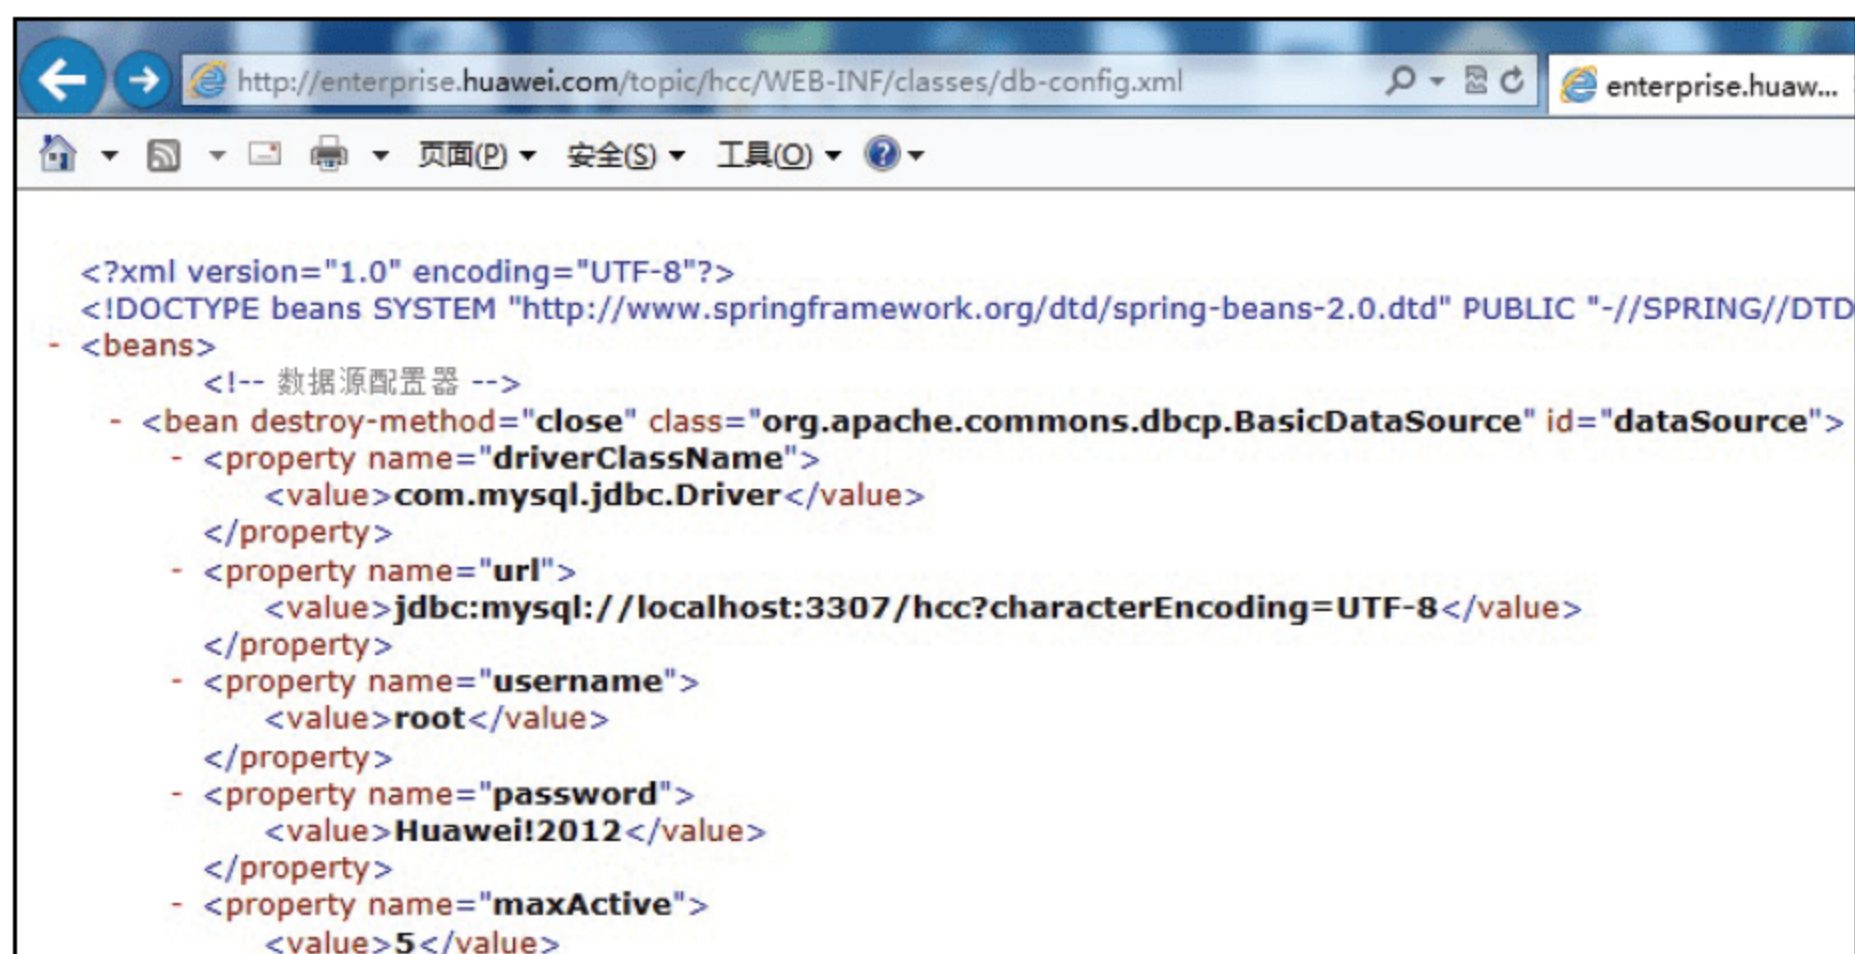 http://enterprise.huawei.com/topic/hcc/WEB-INF/classes/db-config.xml
enterprise.huaw...
页面(P) 安全(S) 工具(O)
<?xml version="1.0" encoding="UTF-8"?>
<!DOCTYPE beans SYSTEM "http://www.springframework.org/dtd/spring-beans-2.0.dtd" PUBLIC "-//SPRING//DTD
- <beans>
<!-- 数据源配置器 -->
- <bean destroy-method="close" class="org.apache.commons.dbcp.BasicDataSource" id="dataSource">
- <property name="driverClassName">
<value>com.mysql.jdbc.Driver</value>
</property>
- <property name="url">
<value>jdbc:mysql://localhost:3307/hcc?characterEncoding=UTF-8</value>
</property>
- <property name="username">
<value>root</value>
</property>
- <property name="password">
<value>Huawei!2012</value>
</property>
- <property name="maxActive">
<value>5</value>